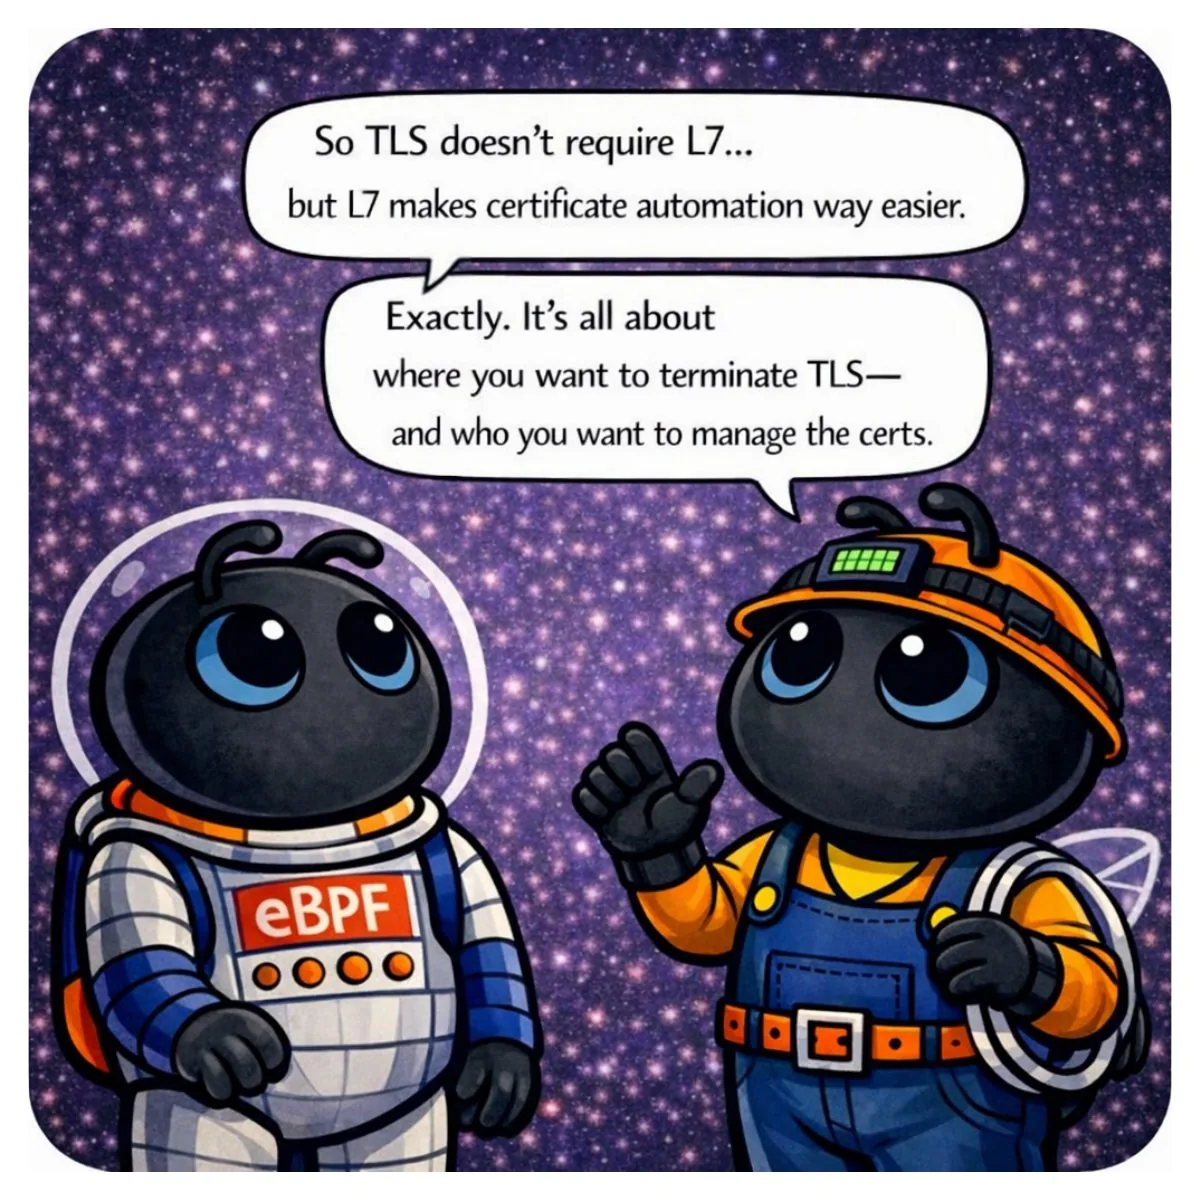 So TLS doesn’t require L7...
but L7 makes certificate automation way easier.
Exactly. It’s all about
where you want to terminate TLS—
and who you want to manage the certs.
eBPF